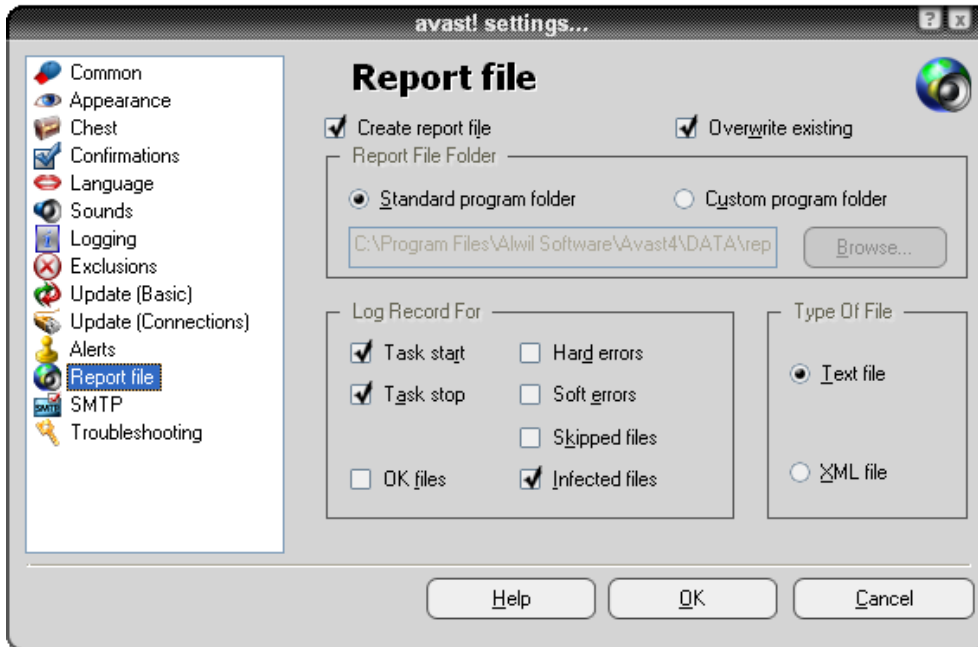 avast! settings...
Common
Appearance
Chest
Confirmations
Language
Sounds
Logging
Exclusions
Update (Basic)
Update (Connections)
Alerts
Report file
SMTP
Troubleshooting
Report file
Create report file
Overwrite existing
Report File Folder
Standard program folder
Custom program folder
C:\Program Files\Alwil Software\Avast4\DATA\rep
Browse...
Log Record For
Task start
Hard errors
Task stop
Soft errors
Skipped files
OK files
Infected files
Type Of File
Text file
XML file
Help
OK
Cancel